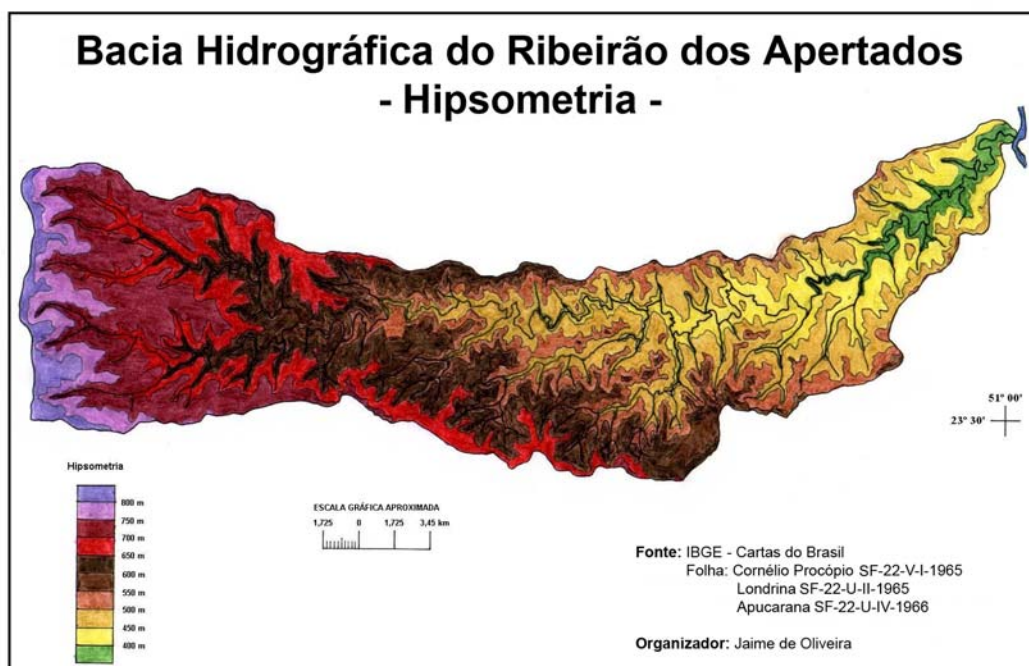 Bacia Hidrográfica do Ribeirão dos Apertados
- Hipsometria -
51º 00'
23º 30'
Hipsometria
800 m
750 m
700 m
650 m
600 m
550 m
500 m
450 m
400 m
ESCALA GRÁFICA APROXIMADA
1,725 0 1,725 3,45 km
Fonte: IBGE - Cartas do Brasil
Folha: Cornélio Procópio SF-22-V-I-1965
Londrina SF-22-U-II-1965
Apucarana SF-22-U-IV-1966
Organizador: Jaime de Oliveira